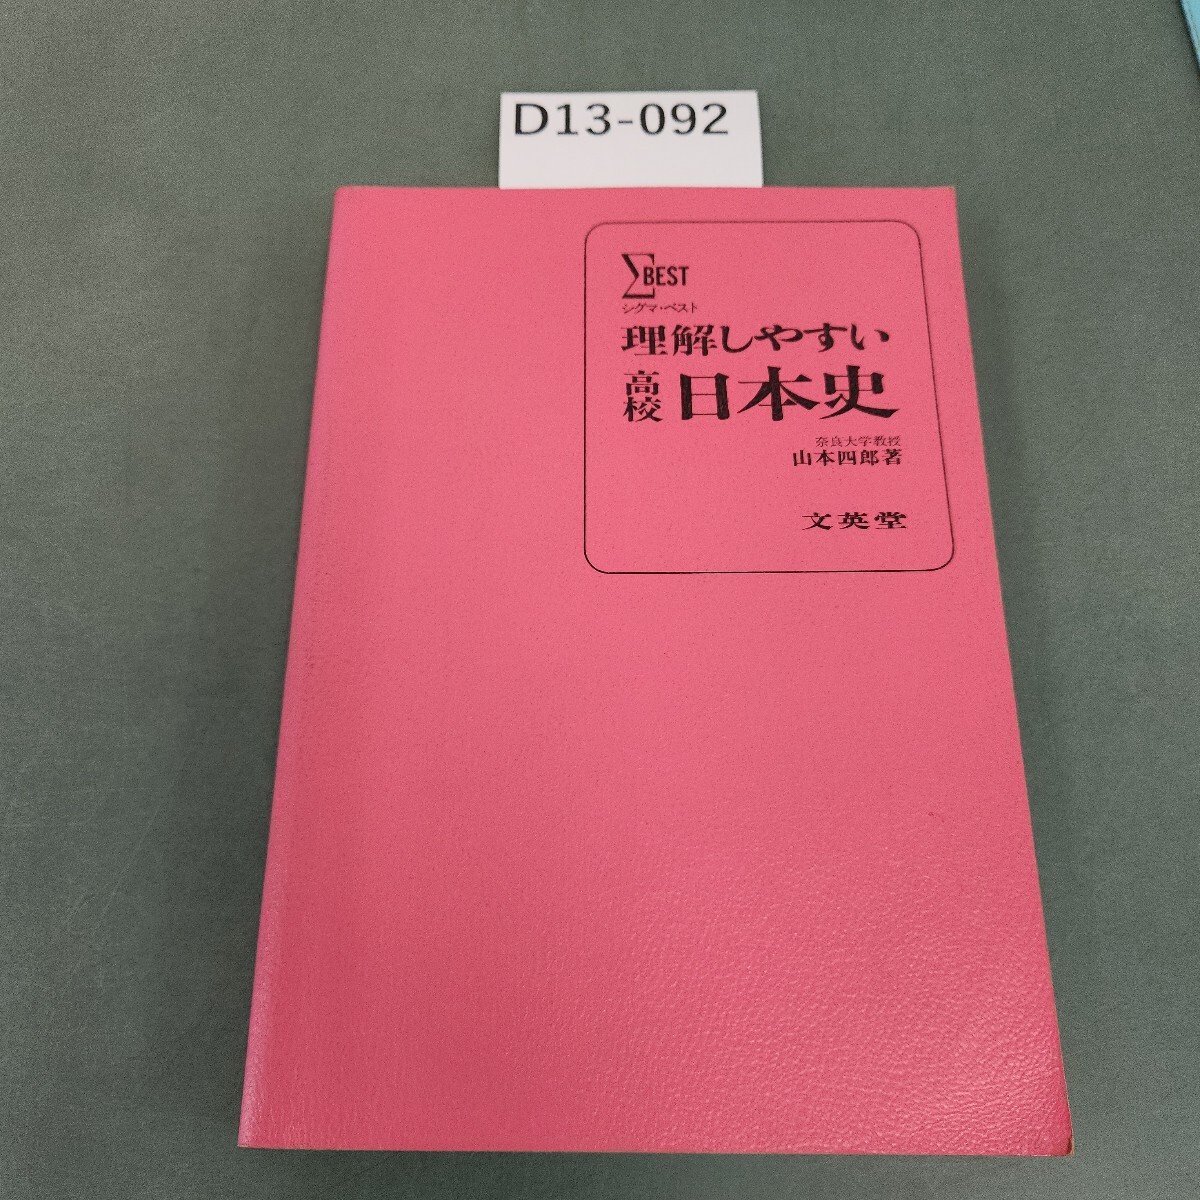 D13-092
ΣBEST
シグマ・ベスト
理解しやすい
高校 日本史
奈良大学教授
山本四郎著
文英堂